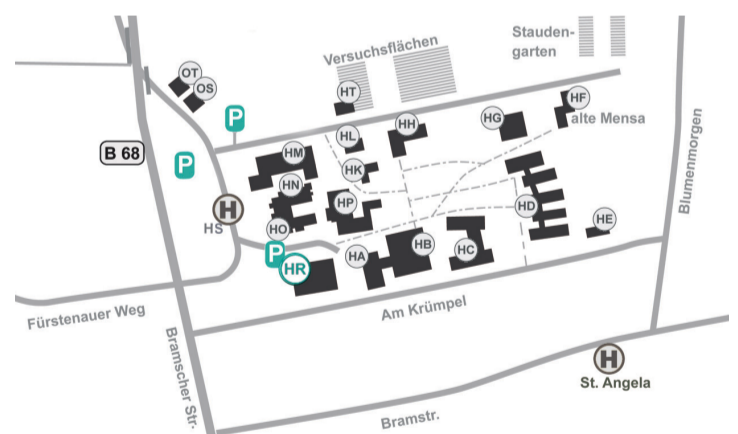 Stauden-
garten
Versuchsflächen
OT
OS
HT
HF
P
HL
HH
HG
alte Mensa
B 68
P
HM
HK
HN
HP
HD
Blumenmorgen
H
HS
HO
HE
P
HR
HA
HB
HC
Fürstenauer Weg
Am Krümpel
Bramscher Str.
H
St. Angela
Bramstr.